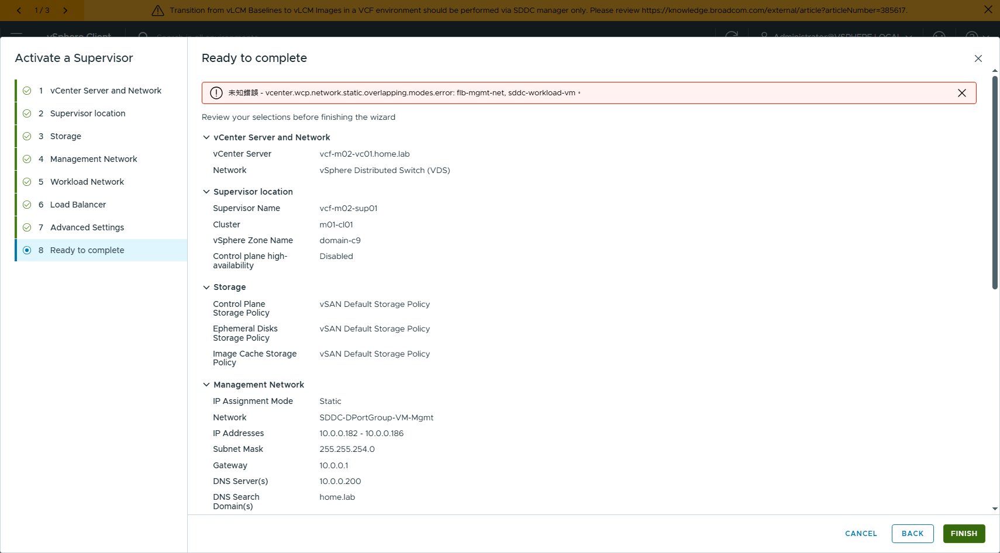 1 / 3
Transition from vLCM Baselines to vLCM Images in a VCF environment should be performed via SDDC manager only. Please review https://knowledge.broadcom.com/external/article?articleNumber=385617.
vSphere Client
Search in all environments
Administrator@VSPHERE.LOCAL
Activate a Supervisor
1 vCenter Server and Network
2 Supervisor location
3 Storage
4 Management Network
5 Workload Network
6 Load Balancer
7 Advanced Settings
8 Ready to complete
Ready to complete
未知錯誤 - vcenter.wcp.network.static.overlapping.modes.error: flb-mgmt-net, sddc-workload-vm。
Review your selections before finishing the wizard
vCenter Server and Network
vCenter Server vcf-m02-vc01.home.lab
Network vSphere Distributed Switch (VDS)
Supervisor location
Supervisor Name vcf-m02-sup01
Cluster m01-cl01
vSphere Zone Name domain-c9
Control plane high- Disabled
availability
Storage
Control Plane vSAN Default Storage Policy
Storage Policy
Ephemeral Disks vSAN Default Storage Policy
Storage Policy
Image Cache Storage vSAN Default Storage Policy
Policy
Management Network
IP Assignment Mode Static
Network SDDC-DPortGroup-VM-Mgmt
IP Addresses 10.0.0.182 - 10.0.0.186
Subnet Mask 255.255.254.0
Gateway 10.0.0.1
DNS Server(s) 10.0.0.200
DNS Search home.lab
Domain(s)
CANCEL BACK FINISH